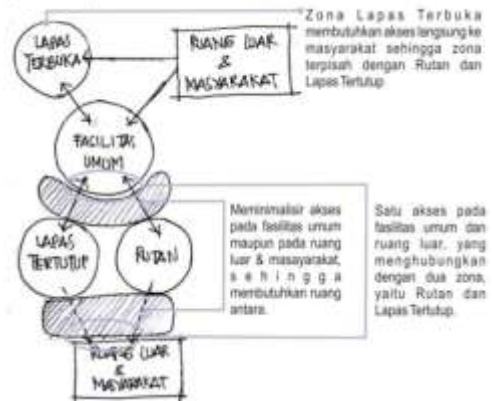 Zona Lapas Terbuka
membutuhkan akses langsung ke
masyarakat sehingga zona
terpisah dengan Rutan dan
Lapas Tertutup
LAPAS
TERBUKA
RUANG LUAR
&
MASYARAKAT
FASILITAS
UMUM
LAPAS
TERTUTUP
RUTAN
Meminimalisir akses
pada fasilitas umum
maupun pada ruang
luar & masayarakat,
sehingga
membutuhkan ruang
antara.
Satu akses pada
fasilitas umum dan
ruang luar, yang
menghubungkan
dengan dua zona,
yaitu Rutan dan
Lapas Tertutup.
RUANG LUAR
&
MASYARAKAT